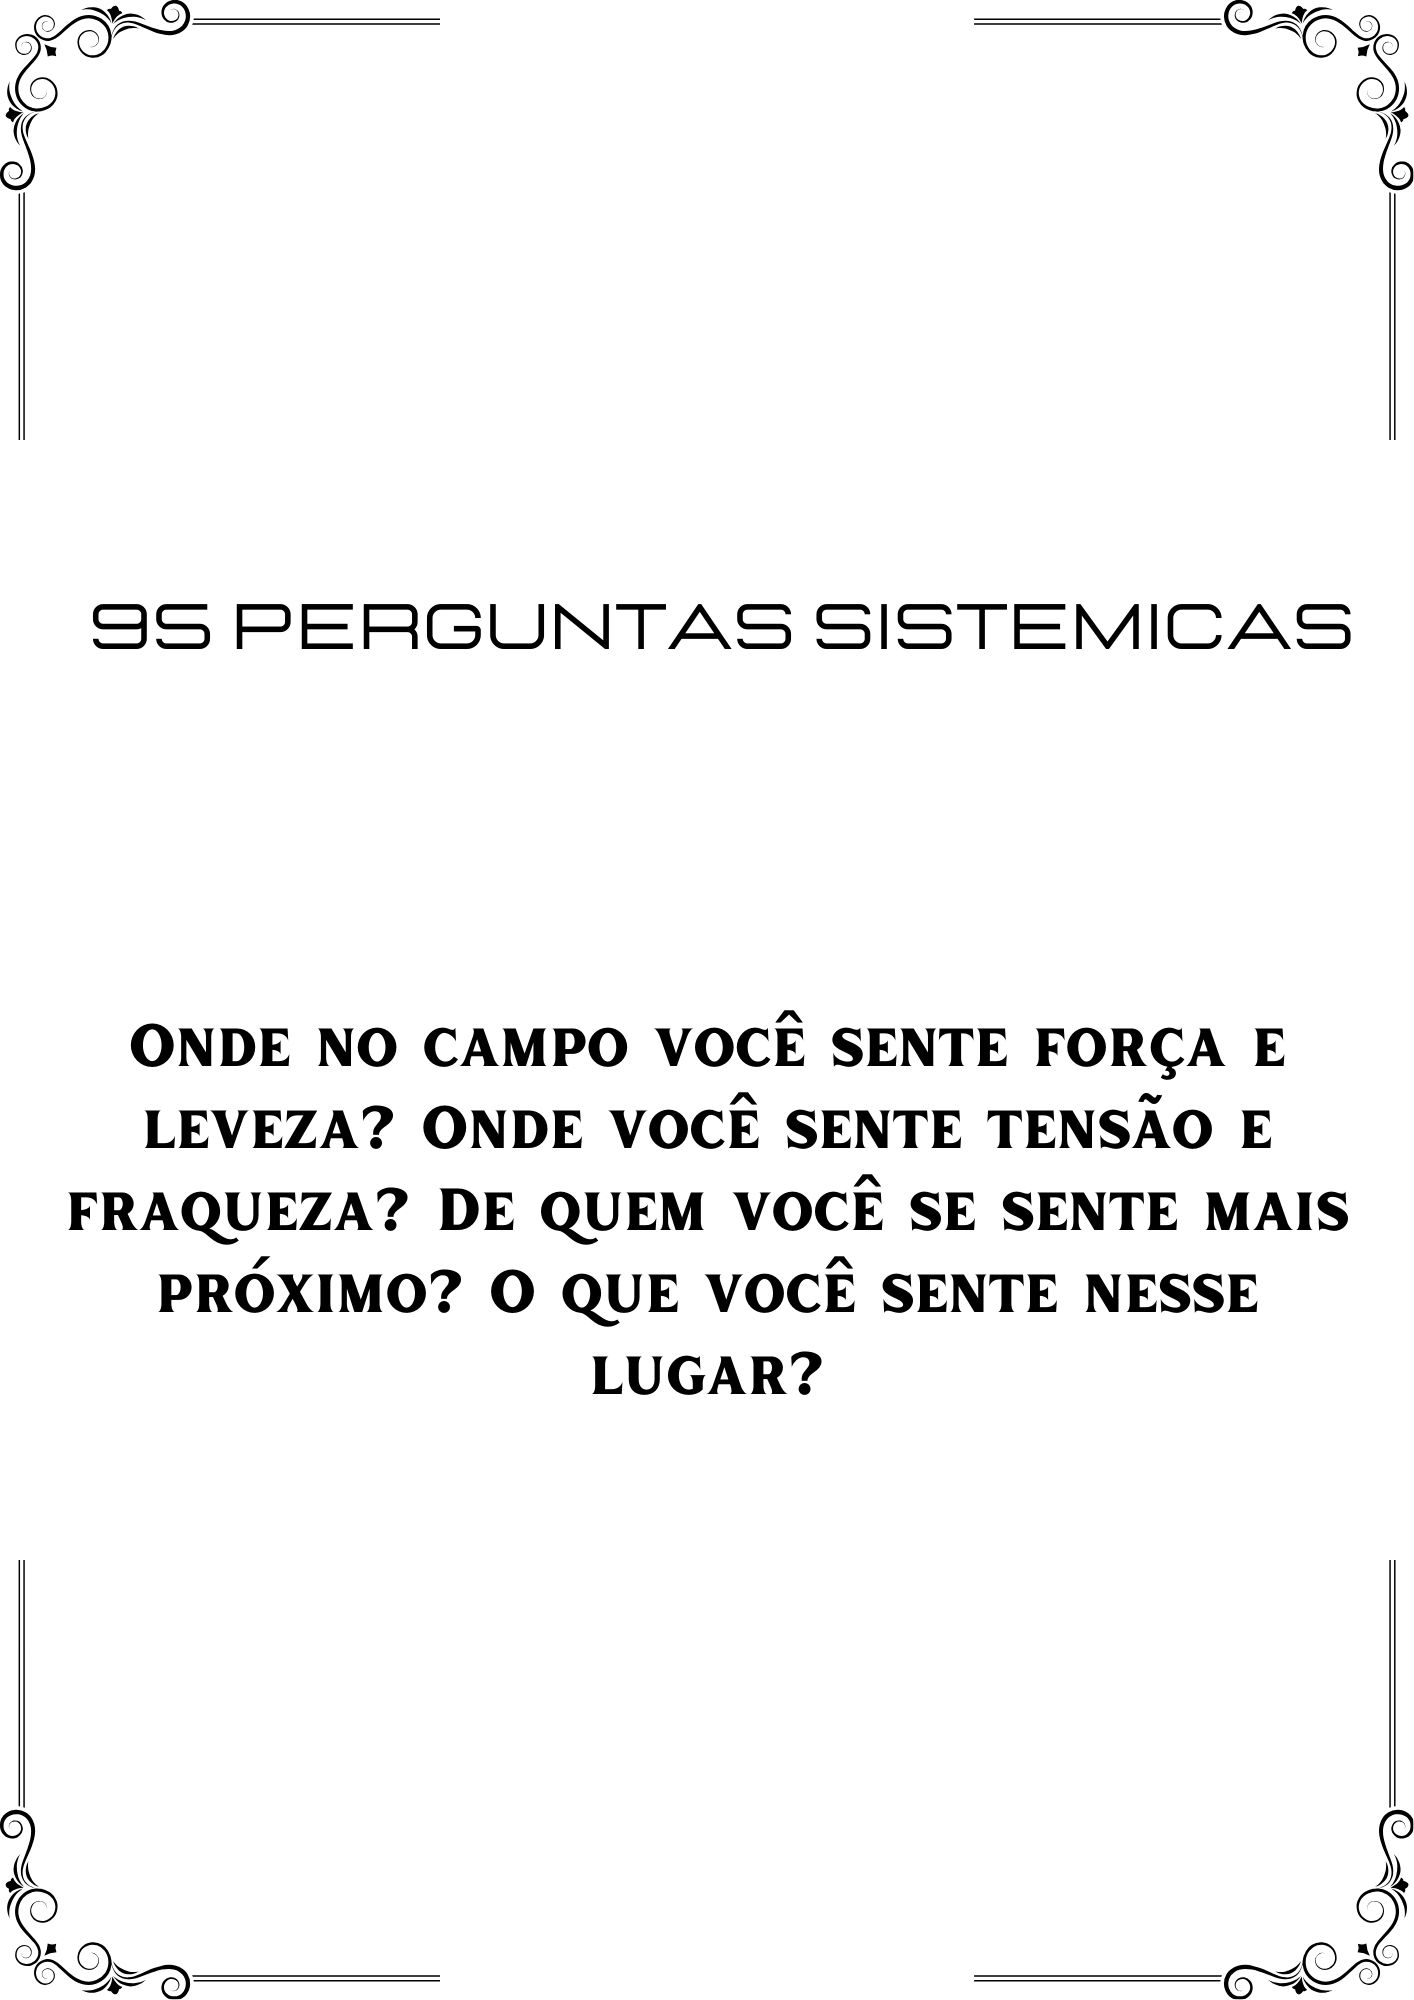 95 PERGUNTAS SISTEMICAS
Onde no campo você sente força e
leveza? Onde você sente tensão e
fraqueza? De quem você se sente mais
próximo? O que você sente nesse
lugar?